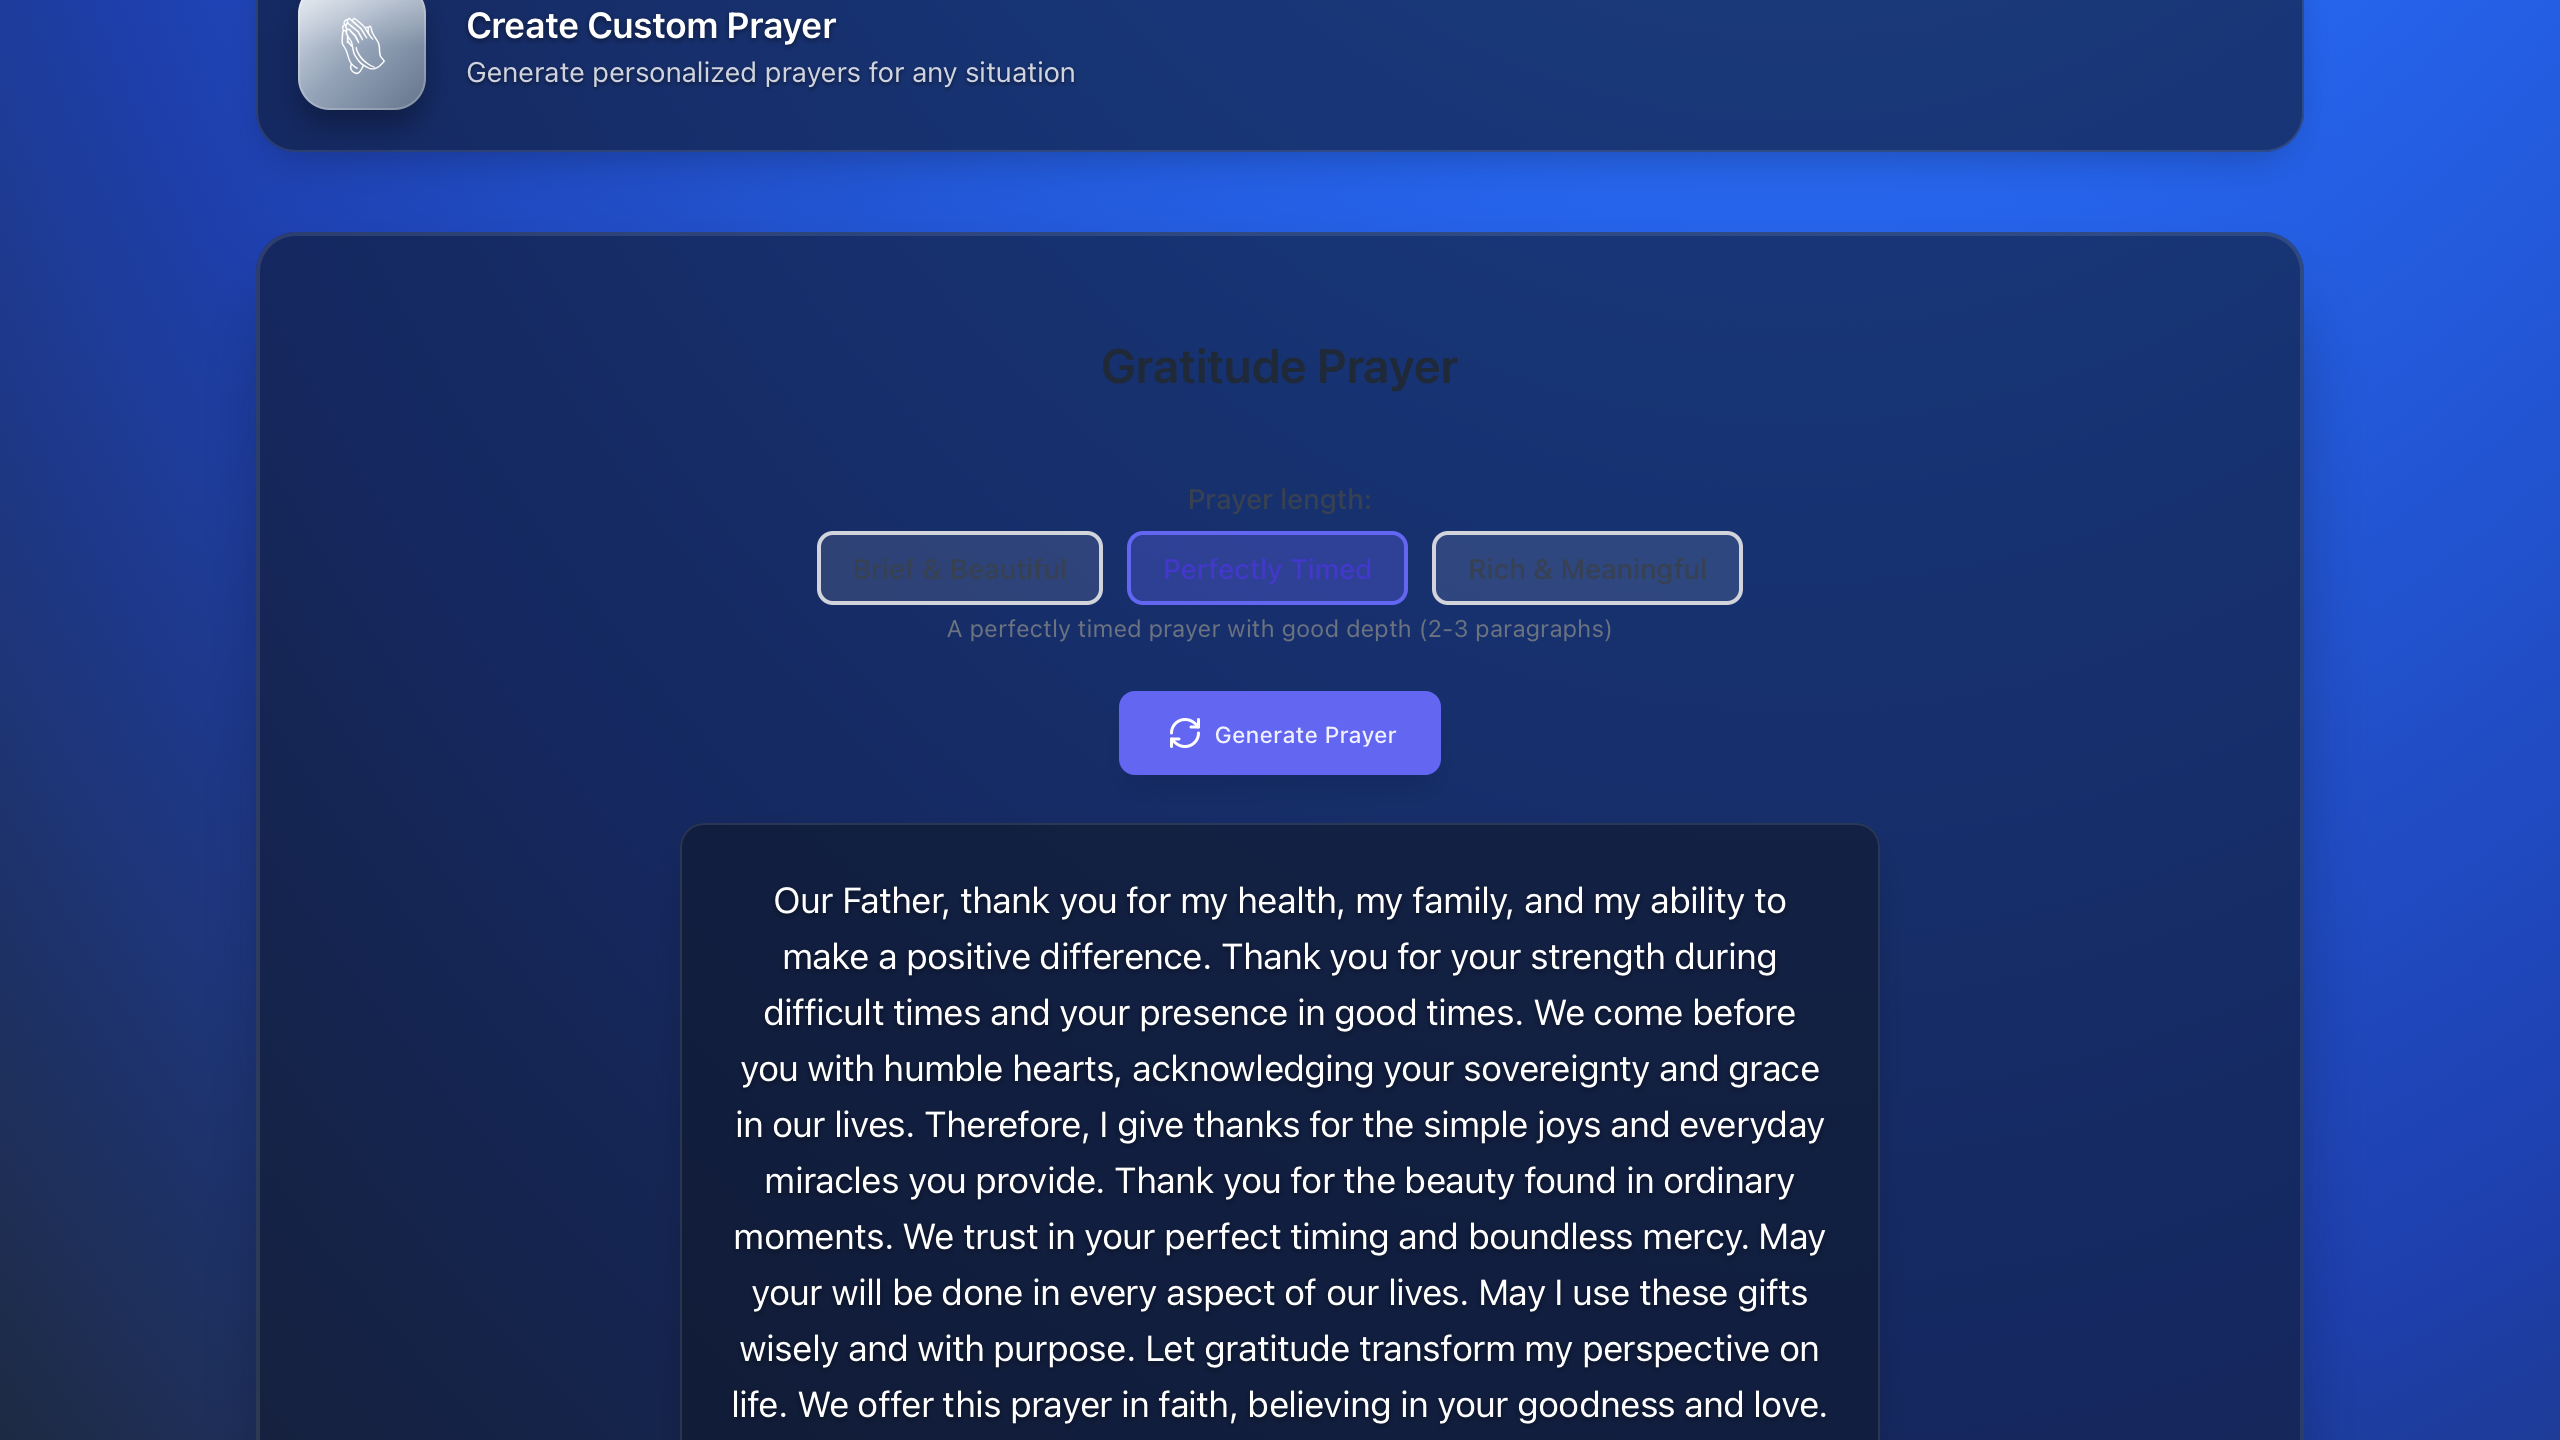 Create Custom Prayer
Generate personalized prayers for any situation
Gratitude Prayer
Prayer length:
Brief & Beautiful
Perfectly Timed
Rich & Meaningful
A perfectly timed prayer with good depth (2-3 paragraphs)
Generate Prayer
Our Father, thank you for my health, my family, and my ability to
make a positive difference. Thank you for your strength during
difficult times and your presence in good times. We come before
you with humble hearts, acknowledging your sovereignty and grace
in our lives. Therefore, I give thanks for the simple joys and everyday
miracles you provide. Thank you for the beauty found in ordinary
moments. We trust in your perfect timing and boundless mercy. May
your will be done in every aspect of our lives. May I use these gifts
wisely and with purpose. Let gratitude transform my perspective on
life. We offer this prayer in faith, believing in your goodness and love.